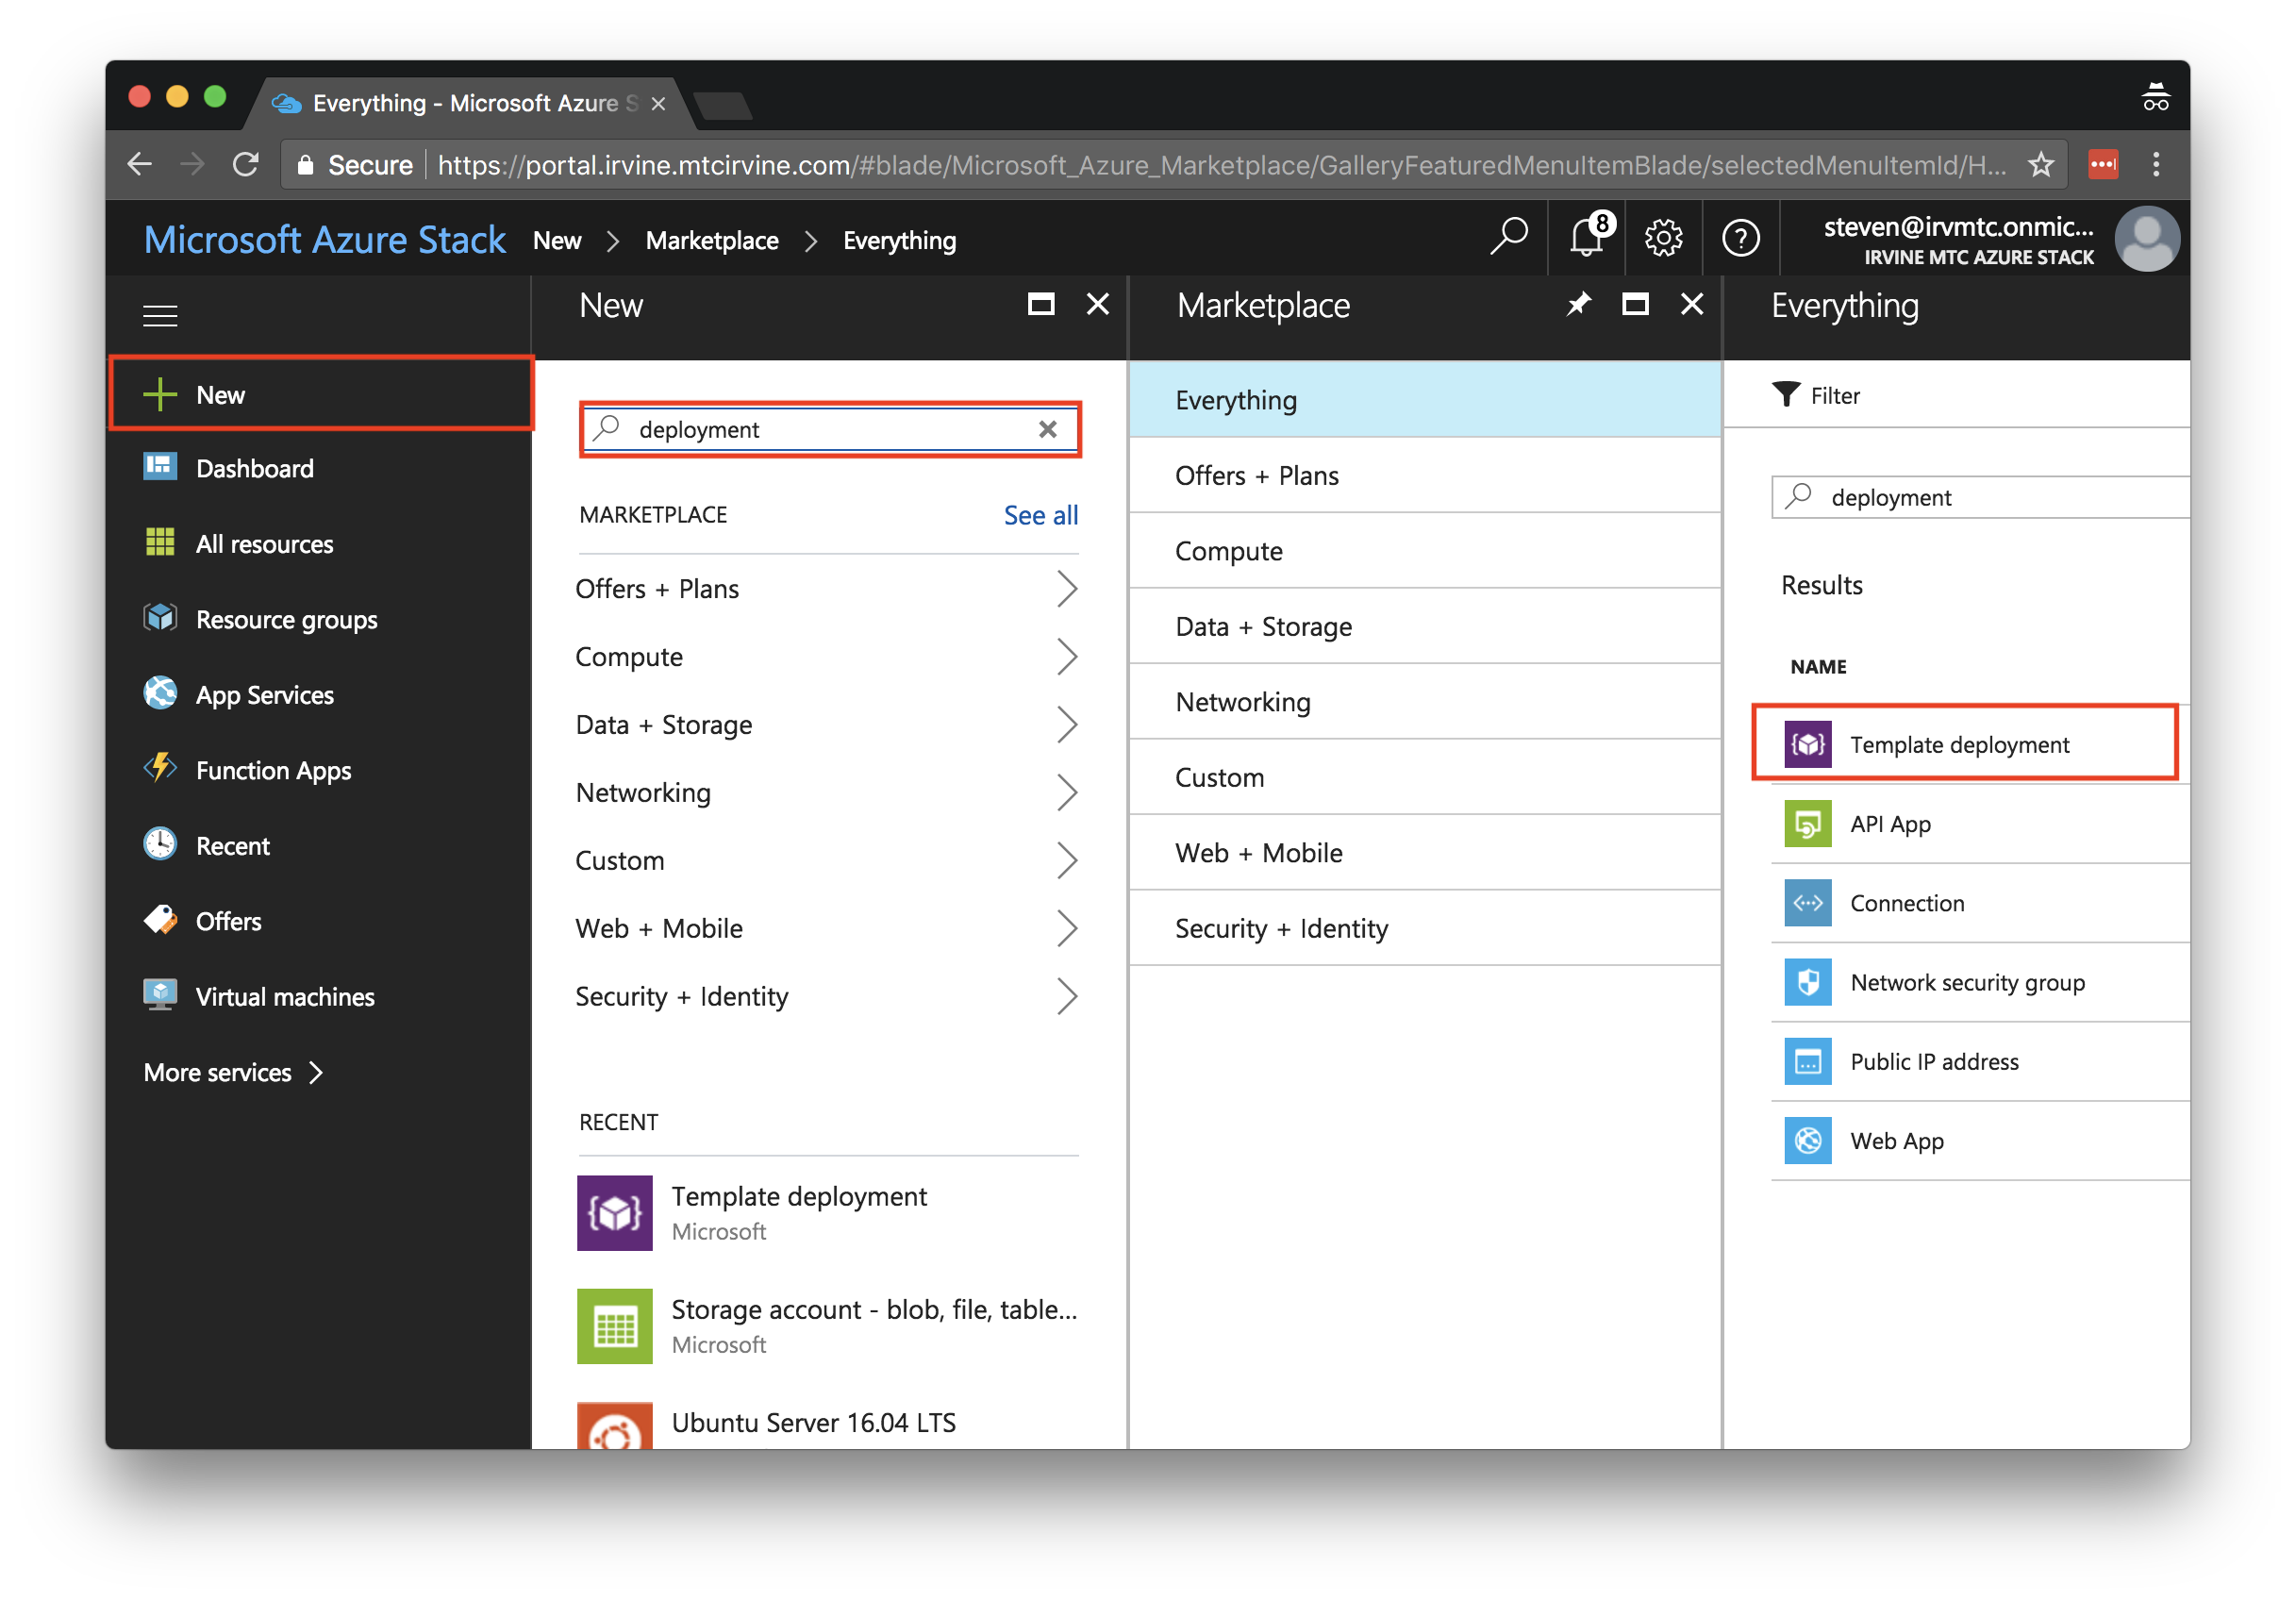 Everything - Microsoft Azure S
Secure https://portal.irvine.mtcirvine.com/#blade/Microsoft_Azure_Marketplace/GalleryFeaturedMenuItemBlade/selectedMenuItemId/H...
Microsoft Azure Stack New > Marketplace > Everything
8
?
steven@irvmtc.onmic...
IRVINE MTC AZURE STACK
New
Dashboard
All resources
Resource groups
App Services
Function Apps
Recent
Offers
Virtual machines
More services >
New
deployment
MARKETPLACE See all
Offers + Plans
Compute
Data + Storage
Networking
Custom
Web + Mobile
Security + Identity
RECENT
Template deployment
Microsoft
Storage account - blob, file, table...
Microsoft
Ubuntu Server 16.04 LTS
Marketplace
Everything
Offers + Plans
Compute
Data + Storage
Networking
Custom
Web + Mobile
Security + Identity
Everything
Filter
deployment
Results
NAME
Template deployment
API App
Connection
Network security group
Public IP address
Web App